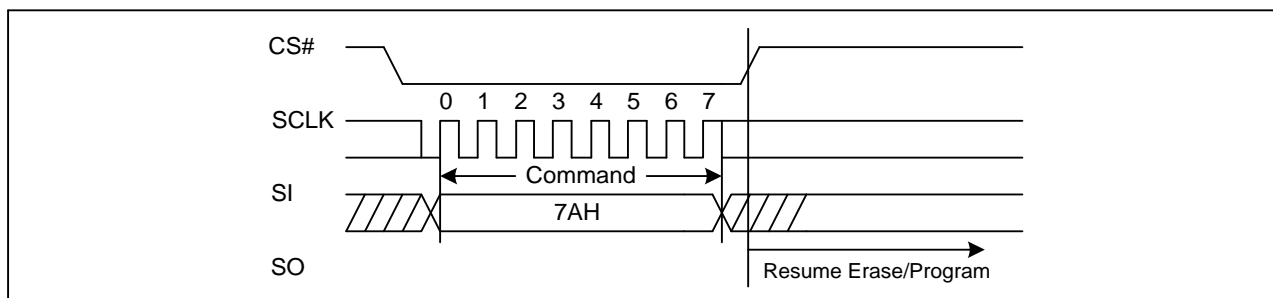 CS#
0 1 2 3 4 5 6 7
SCLK
Command
SI
7AH
SO
Resume Erase/Program